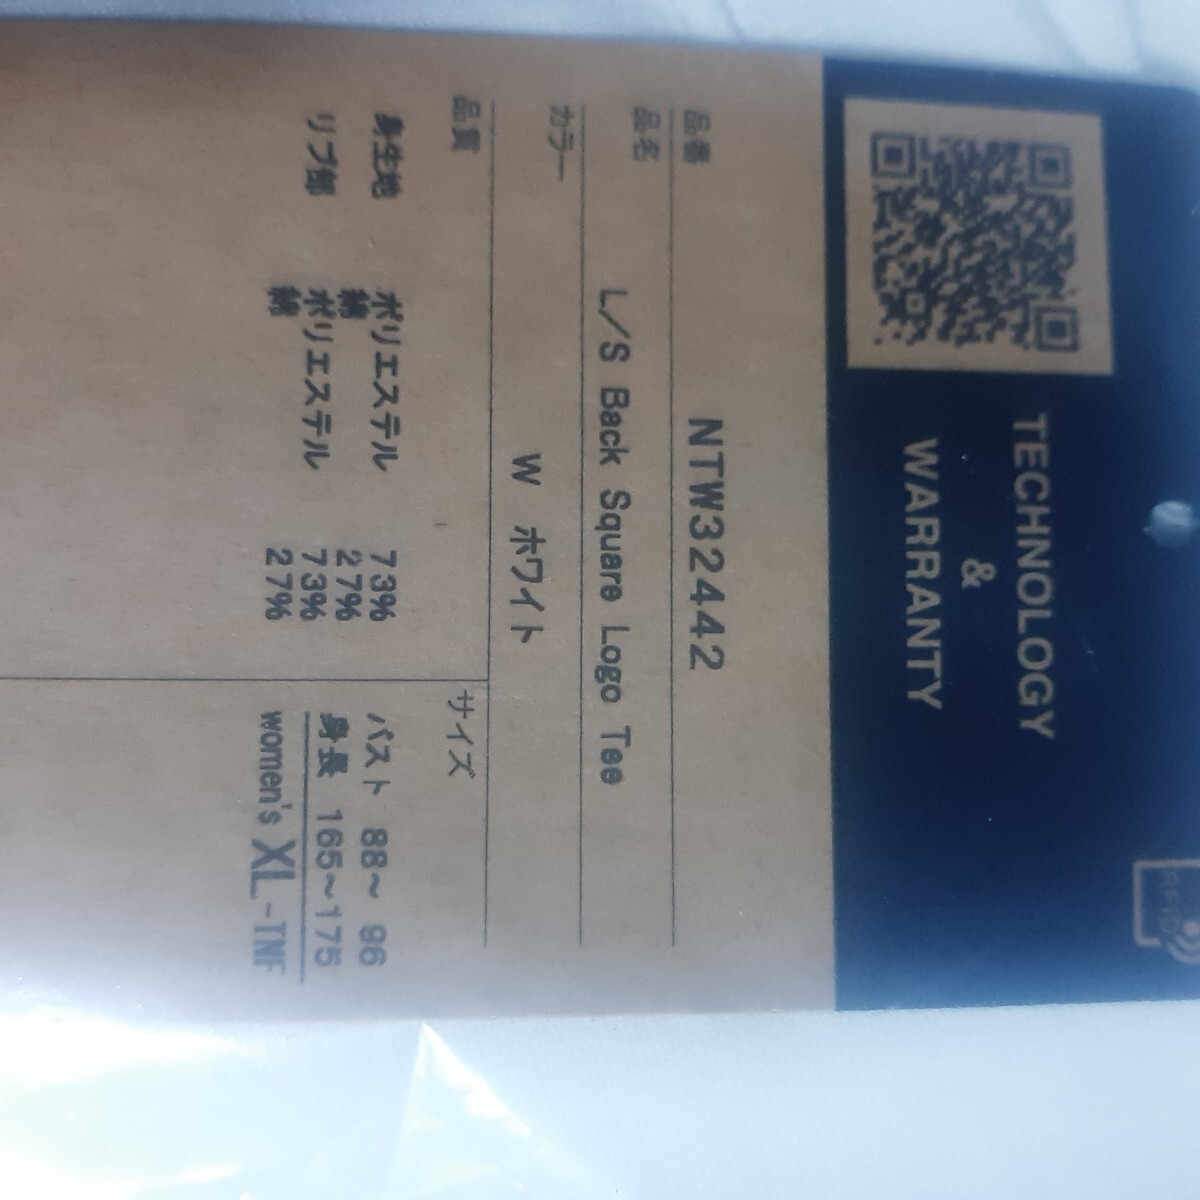 TECHNOLOGY
&
WARRANTY
品番 NTW32442
品名 L/S Back Square Logo Tee
カラー W ホワイト
品質
身生地 ポリエステル 73%
綿 27%
リブ部 ポリエステル 73%
綿 27%
サイズ
バスト 88～ 96
身長 165～175
women's XL-TNF